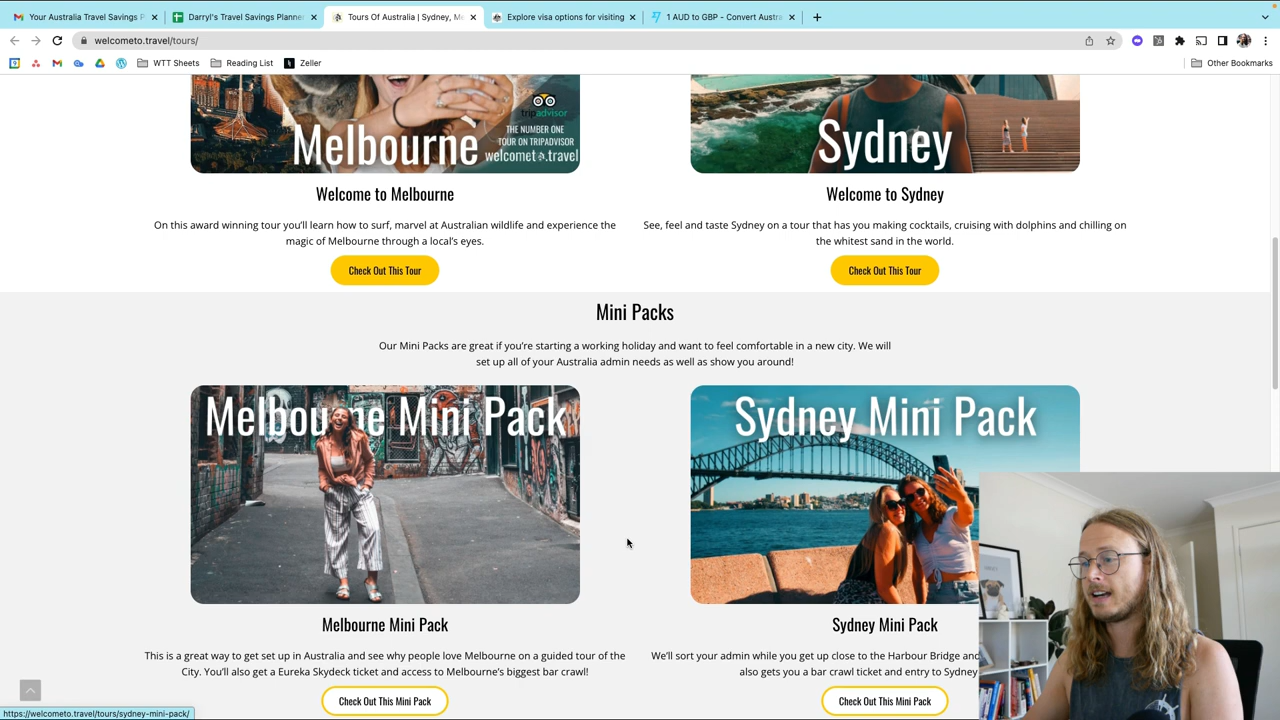 Your Australia Travel Savings P
Darryl's Travel Savings Planne
Tours Of Australia | Sydney, Me
Explore visa options for visiting
1 AUD to GBP - Convert Austra
welcometo.travel/tours/
WTT Sheets
Reading List
Zeller
Other Bookmarks
Melbourne
tripadvisor
THE NUMBER ONE
TOUR ON TRIPADVISOR
welcometo.travel
Sydney
Welcome to Melbourne
On this award winning tour you'll learn how to surf, marvel at Australian wildlife and experience the
magic of Melbourne through a local's eyes.
Check Out This Tour
Welcome to Sydney
See, feel and taste Sydney on a tour that has you making cocktails, cruising with dolphins and chilling on
the whitest sand in the world.
Check Out This Tour
Mini Packs
Our Mini Packs are great if you're starting a working holiday and want to feel comfortable in a new city. We will
set up all of your Australia admin needs as well as show you around!
Melbourne Mini Pack
Sydney Mini Pack
Melbourne Mini Pack
This is a great way to get set up in Australia and see why people love Melbourne on a guided tour of the
City. You'll also get a Eureka Skydeck ticket and access to Melbourne's biggest bar crawl!
Check Out This Mini Pack
Sydney Mini Pack
We'll sort your admin while you get up close to the Harbour Bridge and
also gets you a bar crawl ticket and entry to Sydney
Check Out This Mini Pack
https://welcometo.travel/tours/sydney-mini-pack/